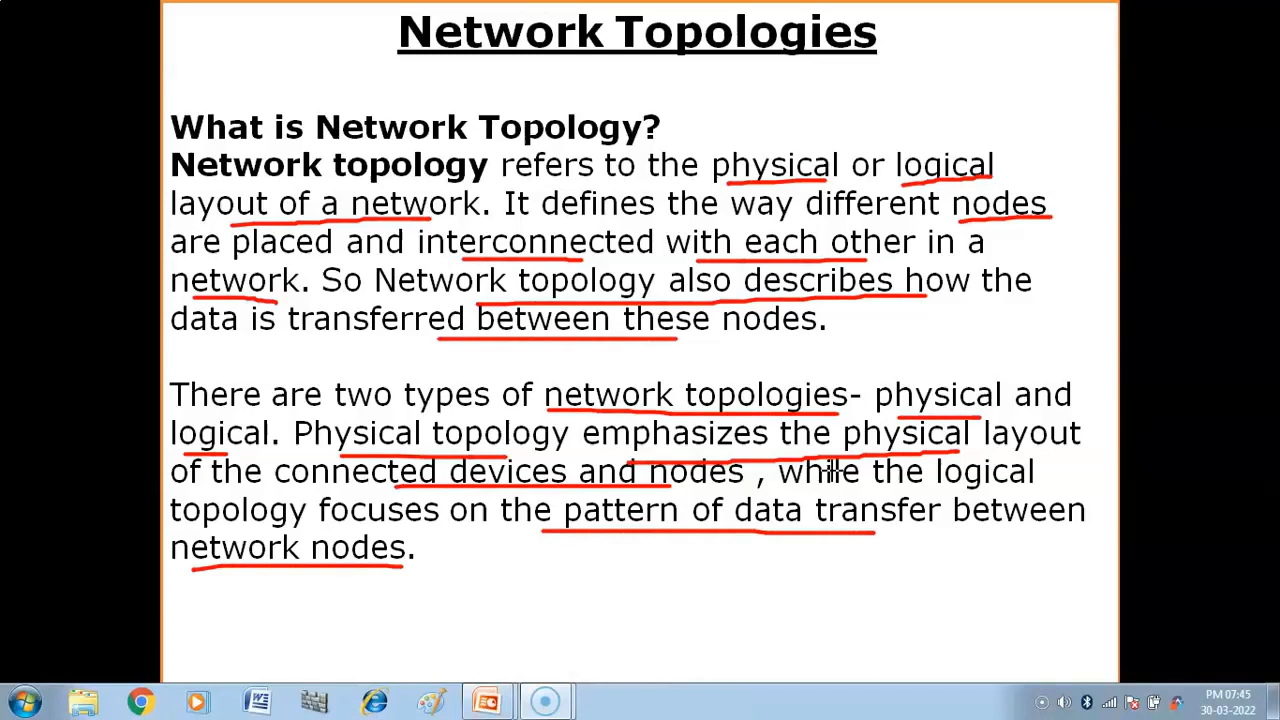 Network Topologies
What is Network Topology?
Network topology refers to the physical or logical
layout of a network. It defines the way different nodes
are placed and interconnected with each other in a
network. So Network topology also describes how the
data is transferred between these nodes.
There are two types of network topologies- physical and
logical. Physical topology emphasizes the physical layout
of the connected devices and nodes , while the logical
topology focuses on the pattern of data transfer between
network nodes.
PM 07:45
30-03-2022